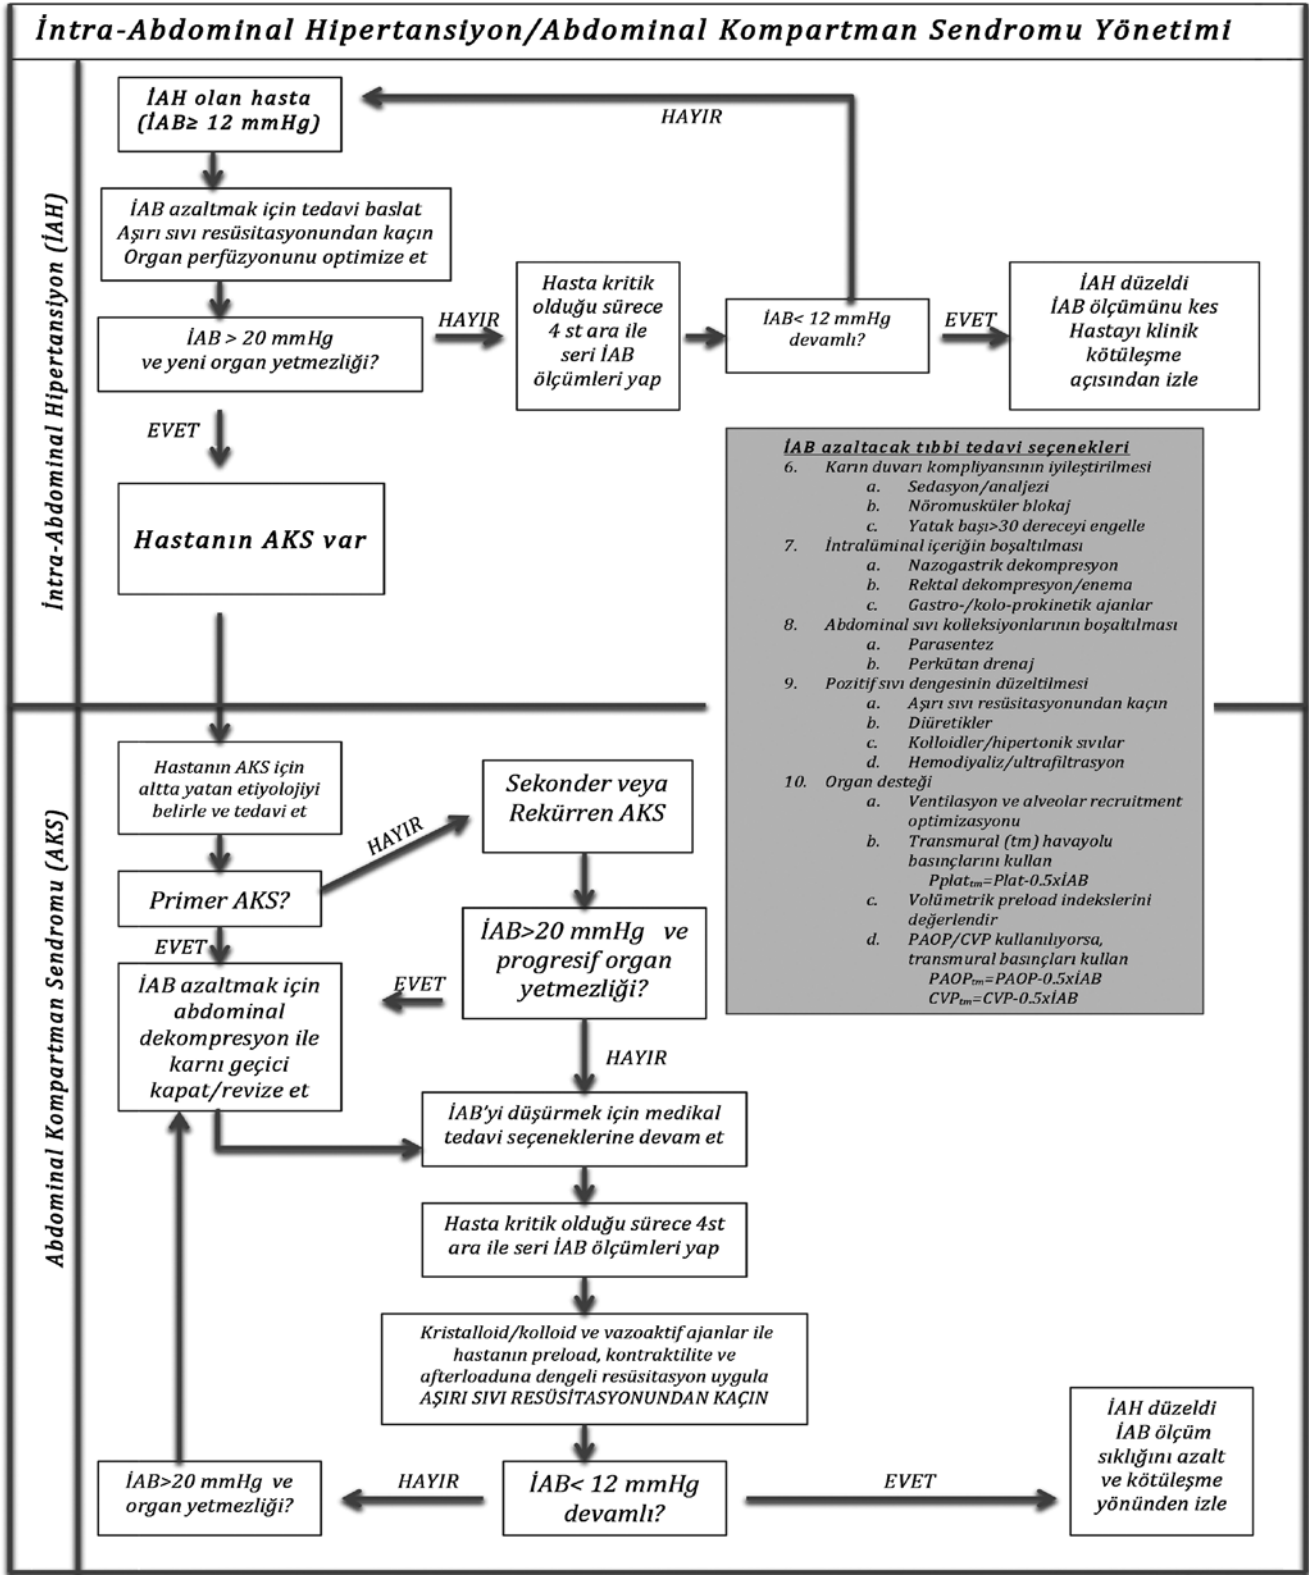 İntra-Abdominal Hipertansiyon/Abdominal Kompartman Sendromu Yönetimi
İntra-Abdominal Hipertansiyon (İAH)
İAH olan hasta
(İAB≥ 12 mmHg)
HAYIR
İAB azaltmak için tedavi baslat
Aşırı sıvı resüsitasyonundan kaçın
Organ perfüzyonunu optimize et
İAB > 20 mmHg
ve yeni organ yetmezliği?
HAYIR
Hasta kritik
olduğu sürece
4 st ara ile
seri İAB
ölçümleri yap
İAB< 12 mmHg
devamlı?
EVET
İAH düzeldi
İAB ölçümünu kes
Hastayı klinik
kötüleşme
açısından izle
EVET
Hastanın AKS var
İAB azaltacak tıbbi tedavi seçenekleri
6. Karın duvarı kompliyansının iyileştirilmesi
a. Sedasyon/analjezi
b. Nöromusküler blokaj
c. Yatak başı>30 dereceyi engelle
7. İntralüminal içeriğin boşaltılması
a. Nazogastrik dekompresyon
b. Rektal dekompresyon/enema
c. Gastro-/kolo-prokinetik ajanlar
8. Abdominal sıvı kolleksiyonlarının boşaltılması
a. Parasentez
b. Perkütan drenaj
9. Pozitif sıvı dengesinin düzeltilmesi
a. Aşırı sıvı resüsitasyonundan kaçın
b. Diüretikler
c. Kolloidler/hipertonik sıvılar
d. Hemodiyaliz/ultrafiltrasyon
10. Organ desteği
a. Ventilasyon ve alveolar recruitment
optimizasyonu
b. Transmural (tm) havayolu
basınçlarını kullan
Pplattm=Plat-0.5xİAB
c. Volümetrik preload indekslerini
değerlendir
d. PAOP/CVP kullanılıyorsa,
transmural basınçları kullan
PAOPtm=PAOP-0.5xİAB
CVPtm=CVP-0.5xİAB
Abdominal Kompartman Sendromu (AKS)
Hastanın AKS için
altta yatan etiyolojiyi
belirle ve tedavi et
Primer AKS?
HAYIR
Sekonder veya
Rekürren AKS
EVET
İAB>20 mmHg ve
progresif organ
yetmezliği?
EVET
İAB azaltmak için
abdominal
dekompresyon ile
karnı geçici
kapat/revize et
HAYIR
İAB'yi düşürmek için medikal
tedavi seçeneklerine devam et
Hasta kritik olduğu sürece 4st
ara ile seri İAB ölçümleri yap
Kristalloid/kolloid ve vazoaktif ajanlar ile
hastanın preload, kontraktilite ve
afterloaduna dengeli resüsitasyon uygula
AŞIRI SIVI RESÜSİTASYONUNDAN KAÇIN
İAB< 12 mmHg
devamlı?
HAYIR
İAB>20 mmHg ve
organ yetmezliği?
EVET
İAH düzeldi
İAB ölçüm
sıklığını azalt
ve kötüleşme
yönünden izle